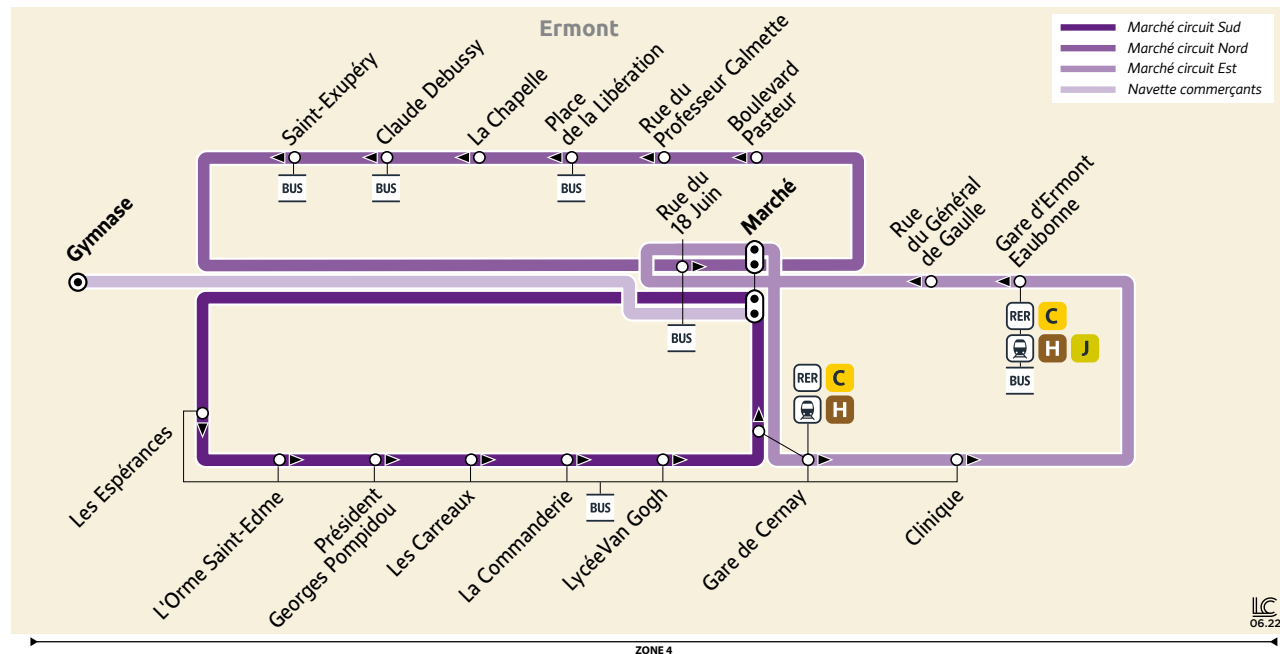 Ermont
Marché circuit Sud
Marché circuit Nord
Marché circuit Est
Navette commerçants
Saint-Exupéry
Claude Debussy
La Chapelle
Place
de la Libération
Rue du
Professeur Calmette
Boulevard
Pasteur
BUS
BUS
BUS
Gymnase
Rue du
18 Juin
Marché
Rue
du Général
de Gaulle
Gare d'Ermont
Eaubonne
BUS
RER C
H J
BUS
RER C
H
Les Espérances
L'Orme Saint-Edme
Président
Georges Pompidou
Les Carreaux
La Commanderie
BUS
LycéeVan Gogh
Gare de Cernay
Clinique
LC
06.22
ZONE 4